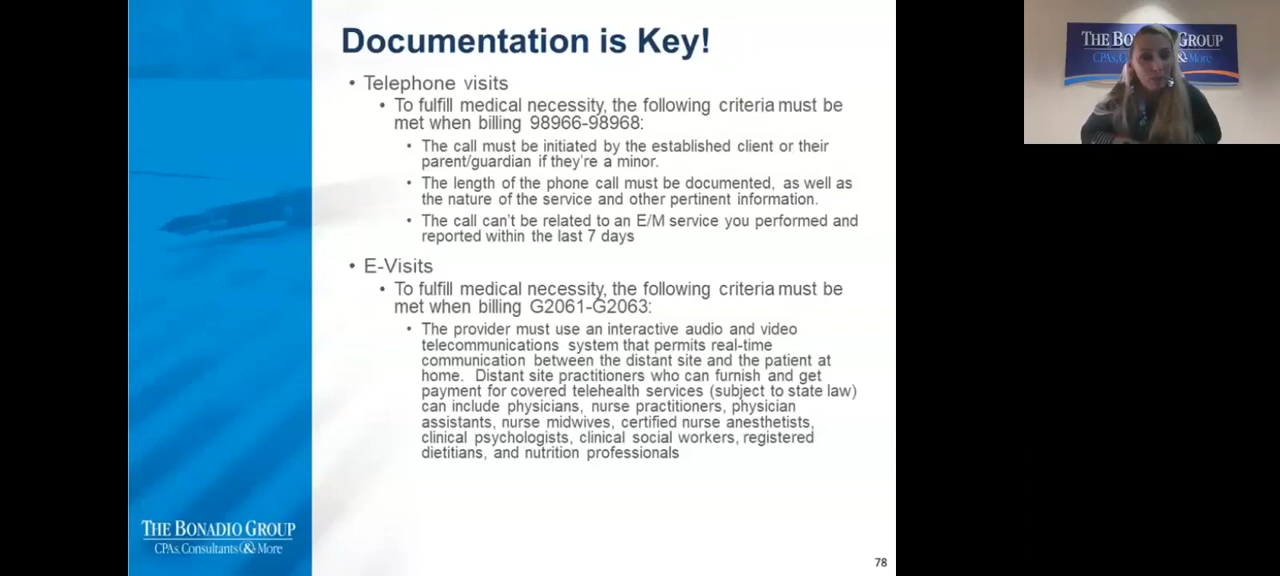 Documentation is Key!
• Telephone visits
• To fulfill medical necessity, the following criteria must be
met when billing 98966-98968:
• The call must be initiated by the established client or their
parent/guardian if they're a minor.
• The length of the phone call must be documented, as well as
the nature of the service and other pertinent information.
• The call can't be related to an E/M service you performed and
reported within the last 7 days
• E-Visits
• To fulfill medical necessity, the following criteria must be
met when billing G2061-G2063:
• The provider must use an interactive audio and video
telecommunications system that permits real-time
communication between the distant site and the patient at
home. Distant site practitioners who can furnish and get
payment for covered telehealth services (subject to state law)
can include physicians, nurse practitioners, physician
assistants, nurse midwives, certified nurse anesthetists,
clinical psychologists, clinical social workers, registered
dietitians, and nutrition professionals
THE BONADIO GROUP
CPAs, Consultants & More
78
THE BO GROUP
CPAs, & More